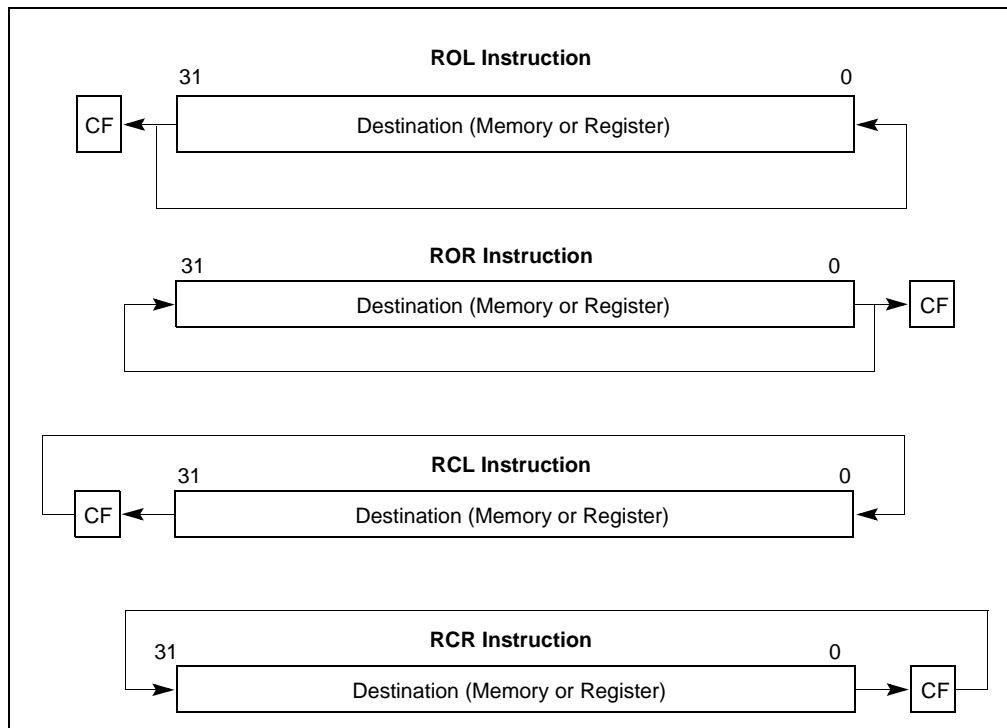 ROL Instruction
31 0
CF Destination (Memory or Register)
ROR Instruction
31 0
Destination (Memory or Register) CF
RCL Instruction
31 0
CF Destination (Memory or Register)
RCR Instruction
31 0
Destination (Memory or Register) CF